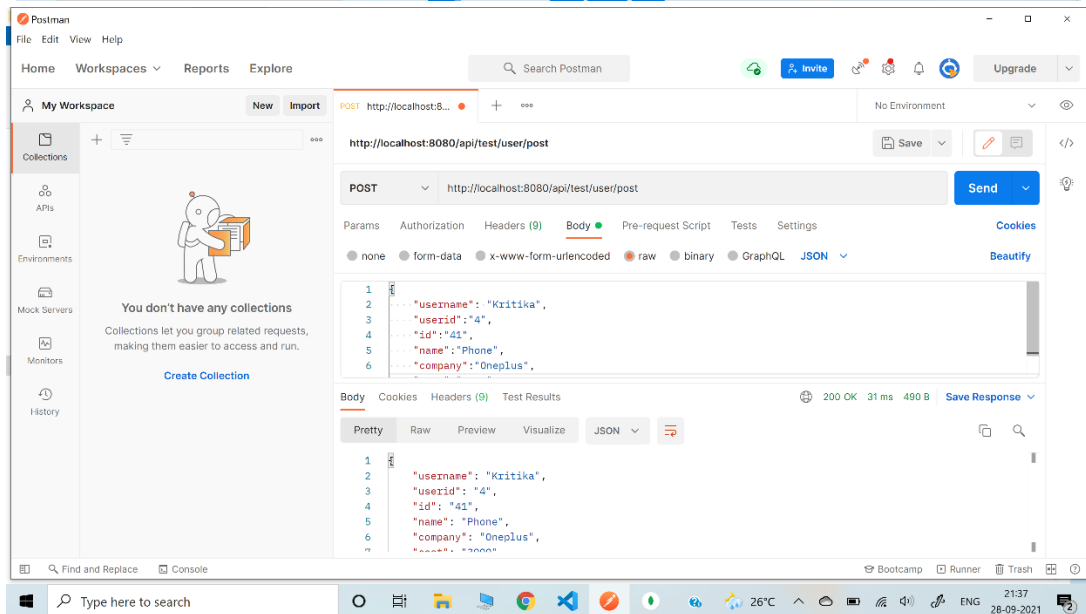 Postman
File Edit View Help
Home Workspaces Reports Explore
Search Postman
Invite
Upgrade
My Workspace New Import
POST http://localhost:8...
No Environment
Collections
APIs
Environments
Mock Servers
Monitors
History
You don't have any collections
Collections let you group related requests,
making them easier to access and run.
Create Collection
http://localhost:8080/api/test/user/post
Save
POST http://localhost:8080/api/test/user/post
Send
Params Authorization Headers (9) Body Pre-request Script Tests Settings
Cookies
none form-data x-www-form-urlencoded raw binary GraphQL JSON
Beautify
1 {
2 "username": "Kritika",
3 "userid":"4",
4 "id":"41",
5 "name":"Phone",
6 "company":"Oneplus",
Body Cookies Headers (9) Test Results
200 OK 31 ms 490 B Save Response
Pretty Raw Preview Visualize JSON
1 {
2 "username": "Kritika",
3 "userid": "4",
4 "id": "41",
5 "name": "Phone",
6 "company": "Oneplus",
Find and Replace Console
Bootcamp Runner Trash
Type here to search
26°C
ENG
21:37
28-09-2021
2